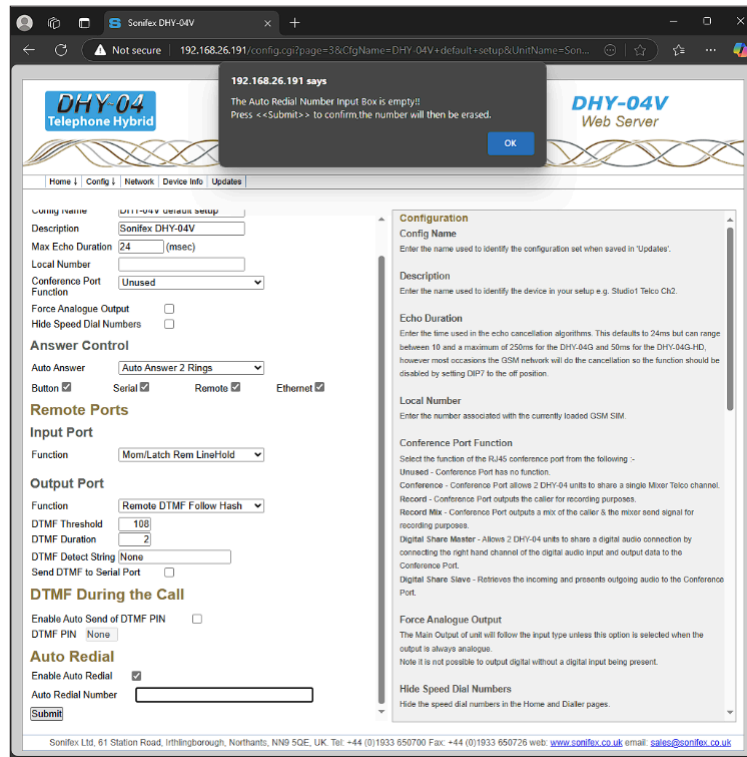 Sonifex DHY-04V
Not secure 192.168.26.191/config.cgi?page=3&CfgName=DHY-04V+default+setup&UnitName=Son...
192.168.26.191 says
The Auto Redial Number Input Box is empty!!
Press <<Submit>> to confirm,the number will then be erased.
OK
DHY-04
Telephone Hybrid
DHY-04V
Web Server
Home ↓ Config ↓ Network Device Info Updates
Config Name DHY-04V default setup
Description Sonifex DHY-04V
Max Echo Duration 24 (msec)
Local Number
Conference Port Function Unused
Force Analogue Output
Hide Speed Dial Numbers
Answer Control
Auto Answer Auto Answer 2 Rings
Button Serial Remote Ethernet
Remote Ports
Input Port
Function Mom/Latch Rem LineHold
Output Port
Function Remote DTMF Follow Hash
DTMF Threshold 108
DTMF Duration 2
DTMF Detect String None
Send DTMF to Serial Port
DTMF During the Call
Enable Auto Send of DTMF PIN
DTMF PIN None
Auto Redial
Enable Auto Redial
Auto Redial Number
Submit
Configuration
Config Name
Enter the name used to identify the configuration set when saved in 'Updates'.
Description
Enter the name used to identify the device in your setup e.g. Studio1 Telco Ch2.
Echo Duration
Enter the time used in the echo cancellation algorithms. This defaults to 24ms but can range
between 10 and a maximum of 250ms for the DHY-04G and 50ms for the DHY-04G-HD,
however most occasions the GSM network will do the cancellation so the function should be
disabled by setting DIP7 to the off position.
Local Number
Enter the number associated with the currently loaded GSM SIM.
Conference Port Function
Select the function of the RJ45 conference port from the following :-
Unused - Conference Port has no function.
Conference - Conference Port allows 2 DHY-04 units to share a single Mixer Telco channel.
Record - Conference Port outputs the caller for recording purposes.
Record Mix - Conference Port outputs a mix of the caller & the mixer send signal for
recording purposes.
Digital Share Master - Allows 2 DHY-04 units to share a digital audio connection by
connecting the right hand channel of the digital audio input and output data to the
Conference Port.
Digital Share Slave - Retrieves the incoming and presents outgoing audio to the Conference
Port.
Force Analogue Output
The Main Output of unit will follow the input type unless this option is selected when the
output is always analogue.
Note it is not possible to output digital without a digital input being present.
Hide Speed Dial Numbers
Hide the speed dial numbers in the Home and Dialler pages.
Sonifex Ltd, 61 Station Road, Irthlingborough, Northants, NN9 5QE, UK. Tel: +44 (0)1933 650700 Fax: +44 (0)1933 650726 web: www.sonifex.co.uk email: sales@sonifex.co.uk